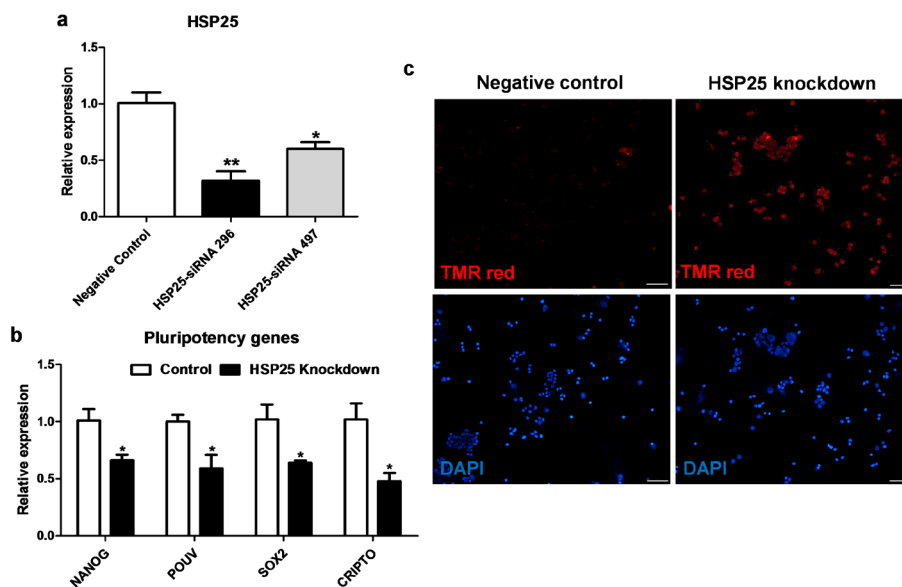 a
HSP25
Relative expression
1.5
1.0
0.5
0.0
**
*
Negative Control
HSP25-siRNA 296
HSP25-siRNA 497
b
Pluripotency genes
Control
HSP25 Knockdown
Relative expression
1.5
1.0
0.5
0.0
*
*
*
*
NANOG
POUV
SOX2
CRIPTO
c
Negative control
HSP25 knockdown
TMR red
TMR red
DAPI
DAPI